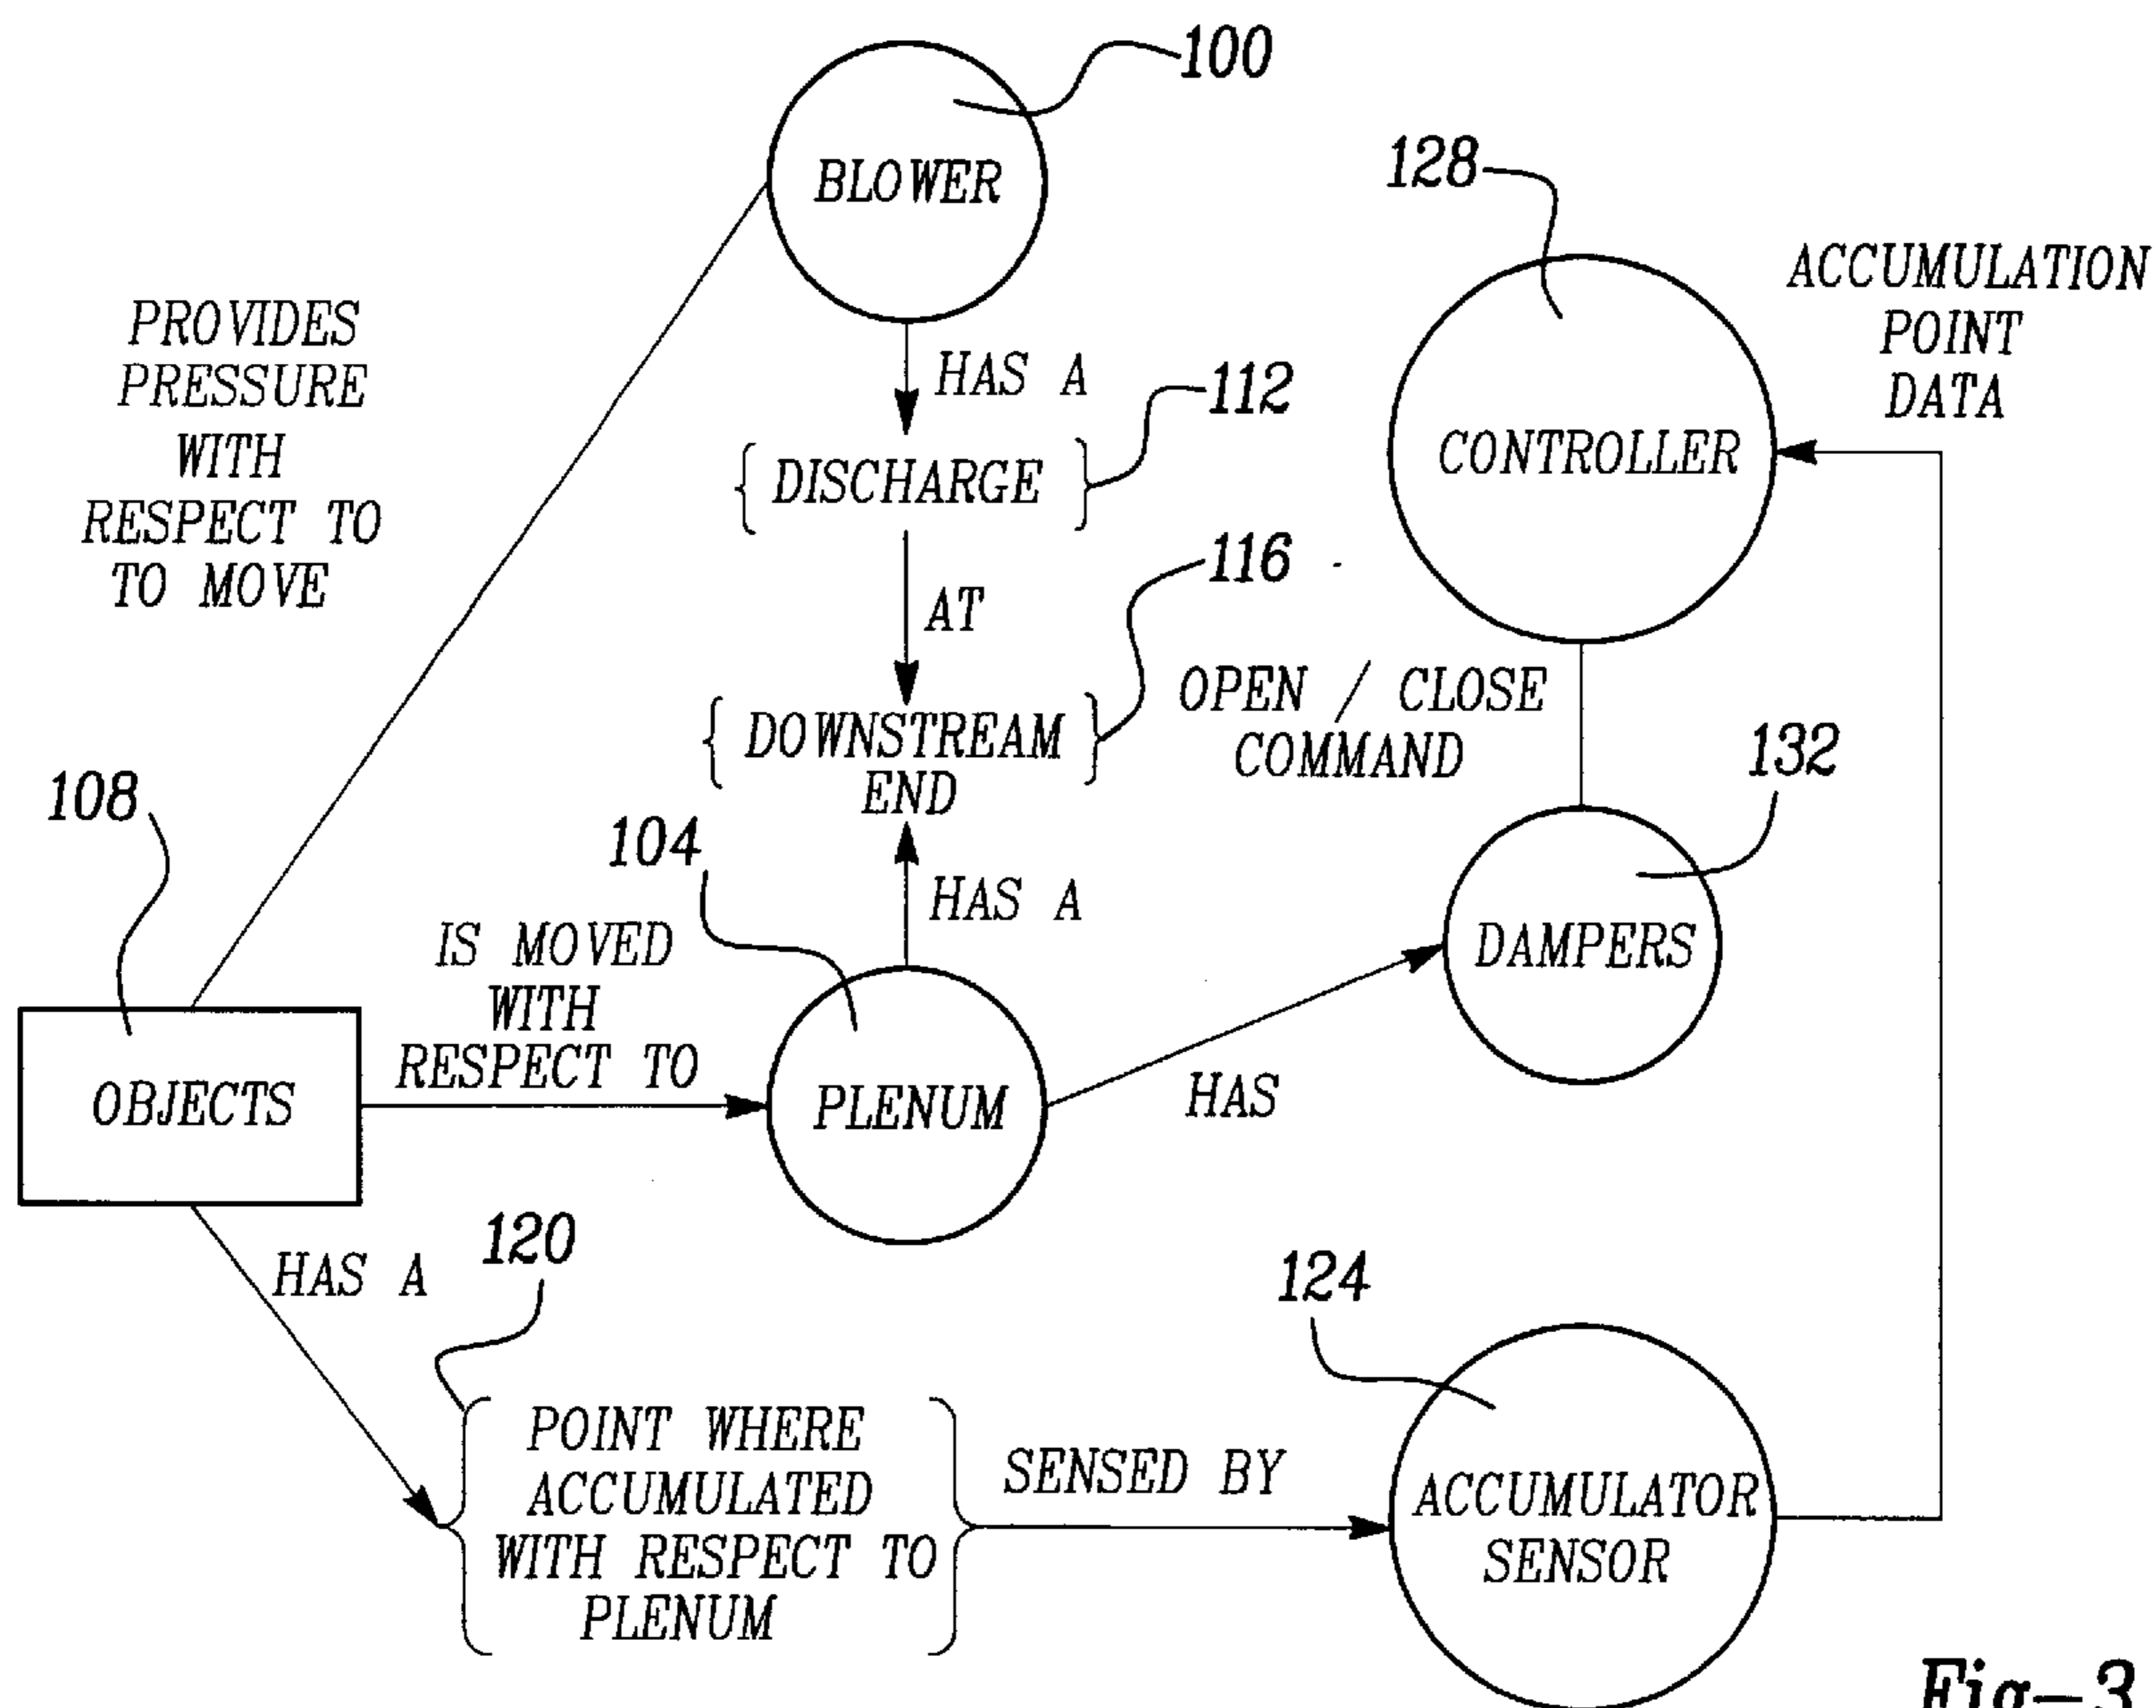 100
BLOWER
128
ACCUMULATION
POINT
DATA
PROVIDES
PRESSURE
WITH
RESPECT TO
TO MOVE
HAS A
112
{ DISCHARGE }
CONTROLLER
116
AT
{ DOWNSTREAM }
END
OPEN / CLOSE
COMMAND
132
108
104
HAS A
IS MOVED
WITH
RESPECT TO
DAMPERS
OBJECTS
PLENUM
HAS
120
HAS A
124
POINT WHERE
ACCUMULATED
WITH RESPECT TO
PLENUM
SENSED BY
ACCUMULATOR
SENSOR
Fig-3